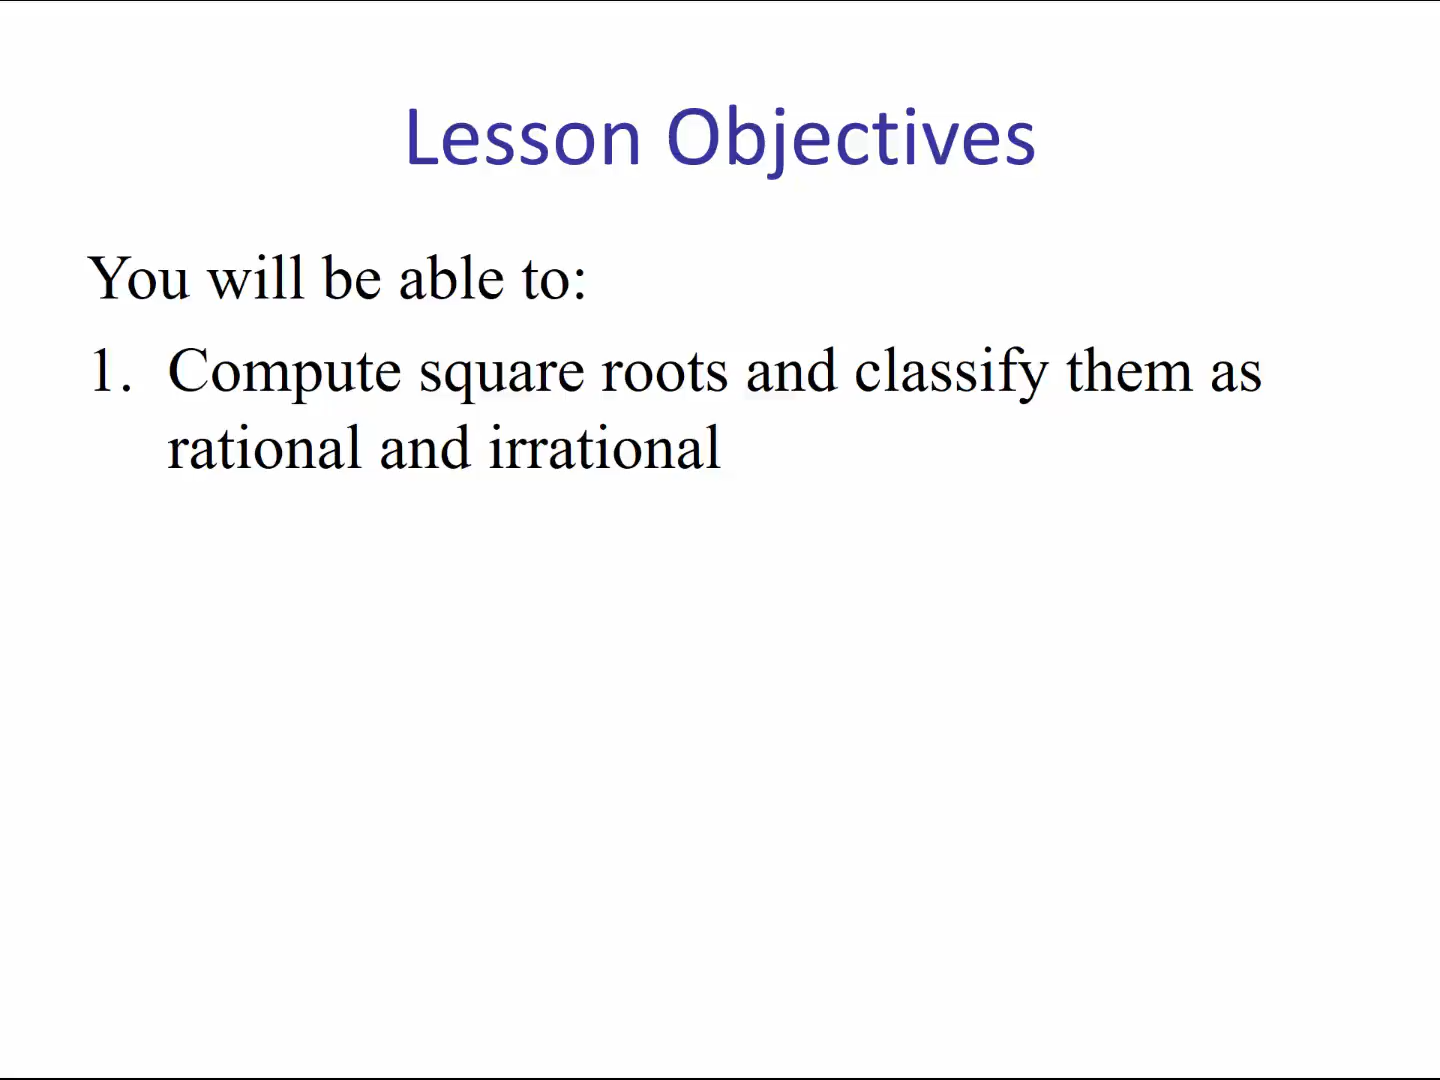 Lesson Objectives
You will be able to:
1. Compute square roots and classify them as
rational and irrational